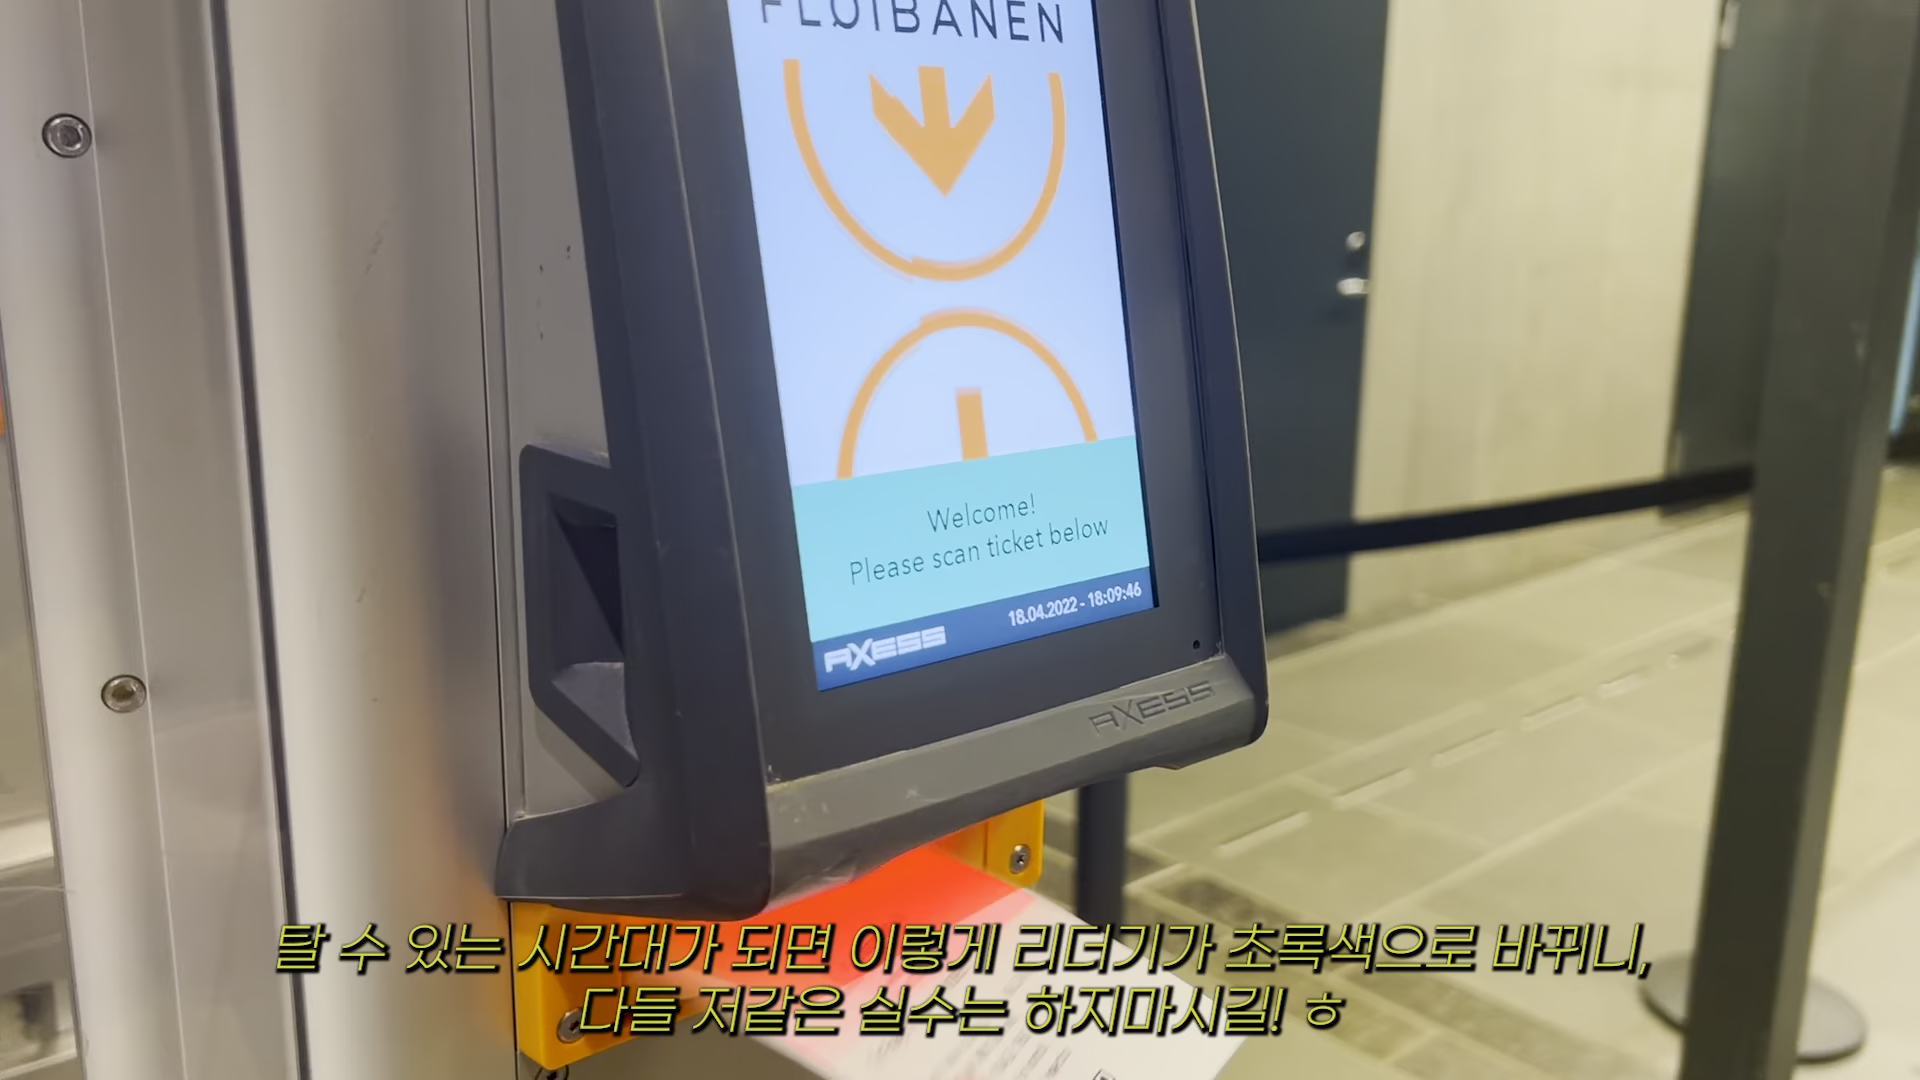 FLØIBANEN
Welcome!
Please scan ticket below
AXESS
18.04.2022 - 18:09:46
AXESS
탈 수 있는 시간대가 되면 이렇게 리더기가 초록색으로 바뀌니,
다들 저같은 실수는 하지마시길! ㅎ